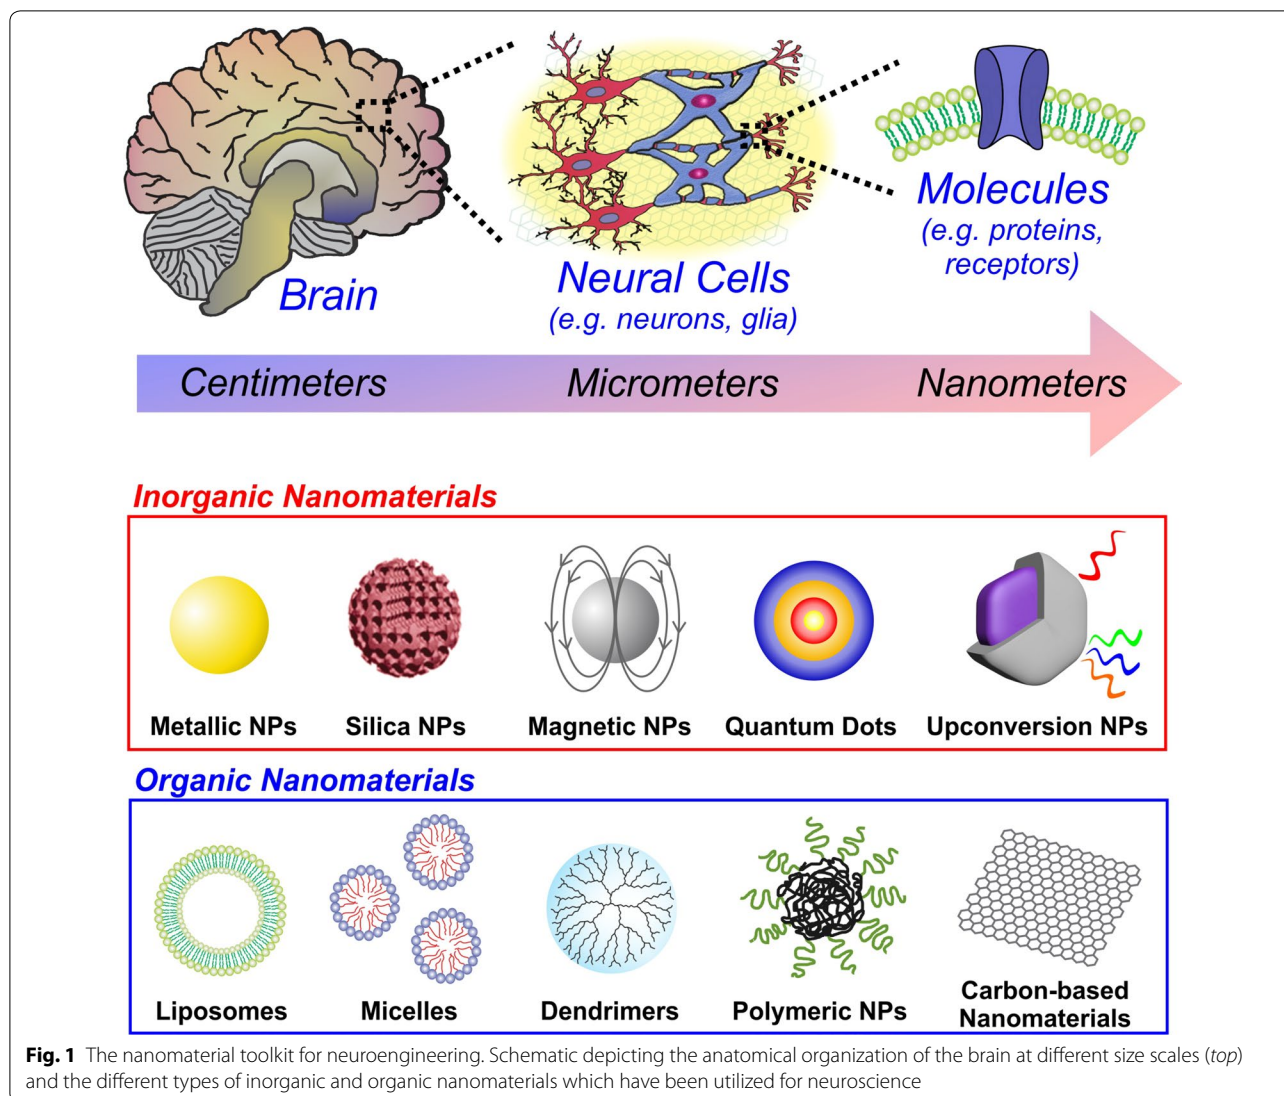 Brain
Neural Cells
(e.g. neurons, glia)
Molecules
(e.g. proteins,
receptors)
Centimeters
Micrometers
Nanometers
Inorganic Nanomaterials
Metallic NPs
Silica NPs
Magnetic NPs
Quantum Dots
Upconversion NPs
Organic Nanomaterials
Liposomes
Micelles
Dendrimers
Polymeric NPs
Carbon-based
Nanomaterials
Fig. 1 The nanomaterial toolkit for neuroengineering. Schematic depicting the anatomical organization of the brain at different size scales (top)
and the different types of inorganic and organic nanomaterials which have been utilized for neuroscience